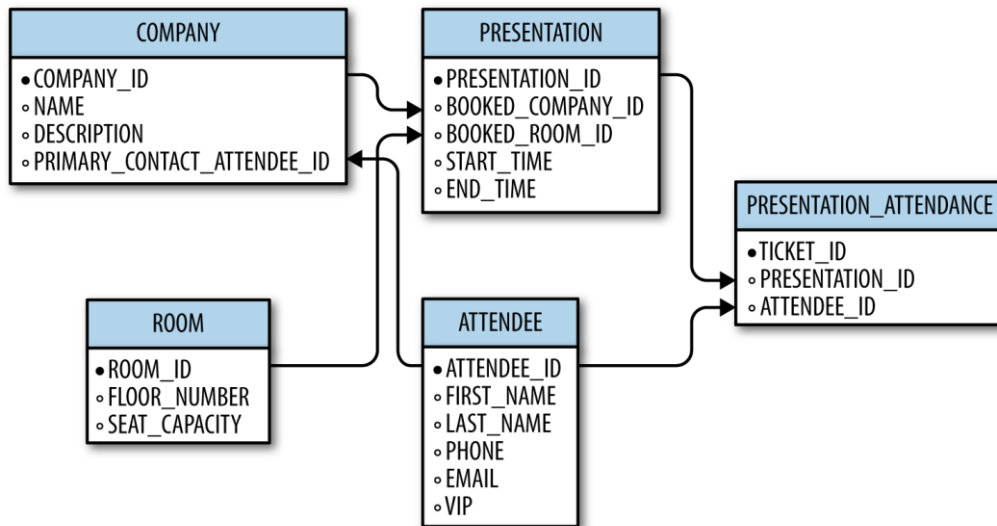 COMPANY
COMPANY_ID
NAME
DESCRIPTION
PRIMARY_CONTACT_ATTENDEE_ID
PRESENTATION
PRESENTATION_ID
BOOKED_COMPANY_ID
BOOKED_ROOM_ID
START_TIME
END_TIME
PRESENTATION_ATTENDANCE
TICKET_ID
PRESENTATION_ID
ATTENDEE_ID
ROOM
ROOM_ID
FLOOR_NUMBER
SEAT_CAPACITY
ATTENDEE
ATTENDEE_ID
FIRST_NAME
LAST_NAME
PHONE
EMAIL
VIP